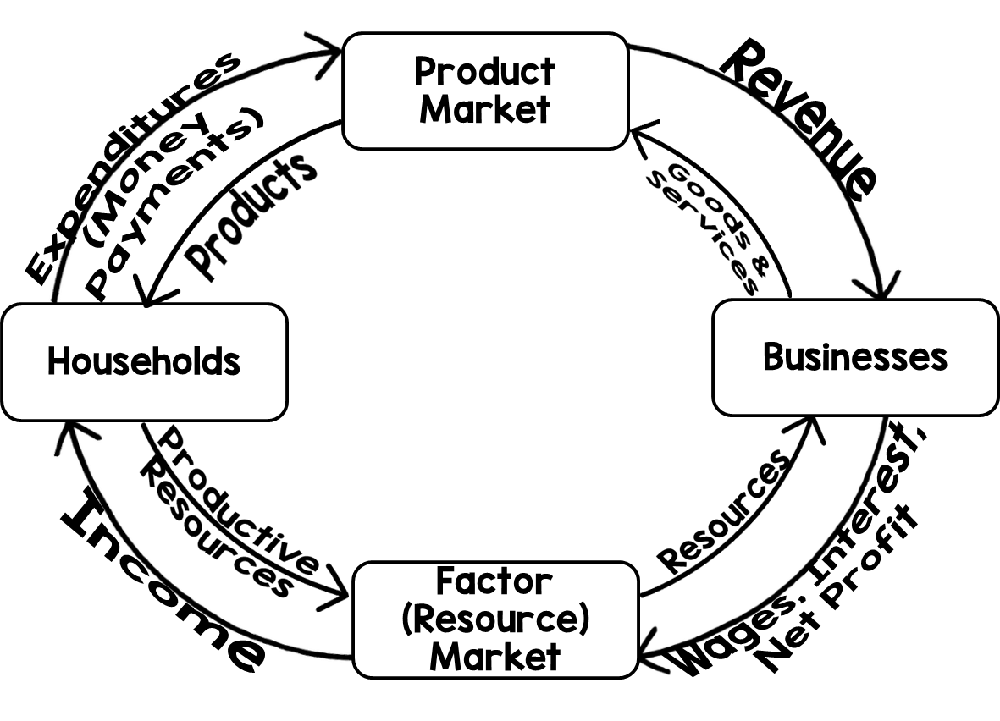 Product
Market
Revenue
Expenditures
(Money
Payments)
Products
Goods &
Services
Households
Businesses
Productive
Resources
Resources
Income
Wages, Interest,
Net Profit
Factor
(Resource)
Market